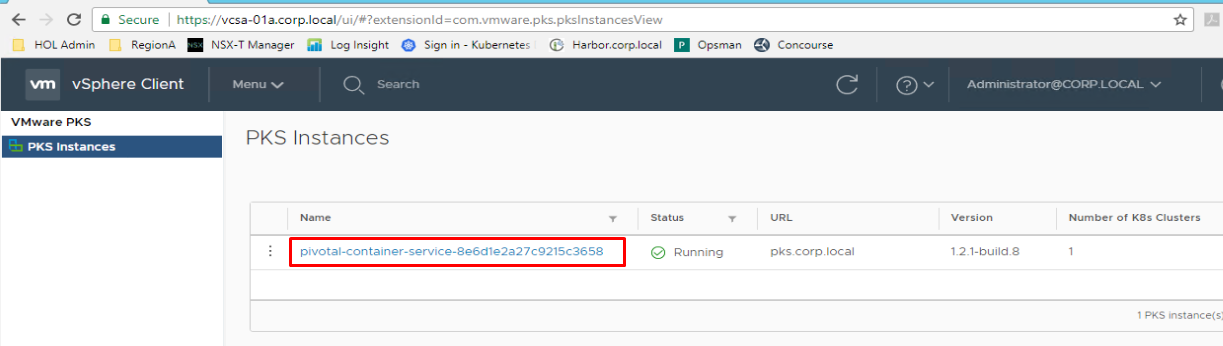 Secure https://vcsa-01a.corp.local/ui/#?extensionId=com.vmware.pks.pksInstancesView
HOL Admin RegionA NSX NSX-T Manager Log Insight Sign in - Kubernetes Harbor.corp.local P Opsman Concourse
vm vSphere Client Menu Search ? Administrator@CORP.LOCAL
VMware PKS
PKS Instances
PKS Instances
Name Status URL Version Number of K8s Clusters
pivotal-container-service-8e6d1e2a27c9215c3658 Running pks.corp.local 1.2.1-build.8 1
1 PKS instance(s)